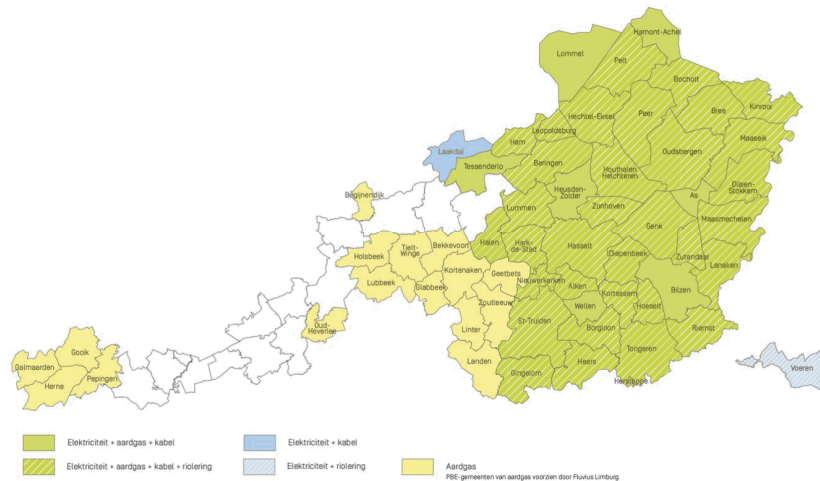 Hamont-Achel
Lommel
Pelt
Bocholt
Kinrooi
Bree
Hechtel-Eksel
Peer
Leopoldsburg
Maaseik
Ham
Laakdal
Oudsbergen
Tessenderlo
Beringen
Houthalen
Helchteren
Dilsen-
Stokkem
Heusden-
Zolder
As
Begijnendijk
Lummen
Zonhoven
Maasmechelen
Genk
Halen
Herk-
de-Stad
Hasselt
Diepenbeek
Zutendaal
Lanaken
Bekkevoort
Tielt-
Winge
Holsbeek
Kortenaken
Geetbets
Nieuwerkerken
Alken
Kortessem
Bilzen
Lubbeek
Glabbeek
Zoutleeuw
Wellen
Hoeselt
St-Truiden
Borgloon
Riemst
Oud-
Heverlee
Linter
Tongeren
Gooik
Galmaarden
Landen
Heers
Voeren
Herne
Pepingen
Gingelom
Herstappe
Elektriciteit + aardgas + kabel
Elektriciteit + kabel
Elektriciteit + aardgas + kabel + riolering
Elektriciteit + riolering
Aardgas
PBE-gemeenten van aardgas voorzien door Fluvius Limburg